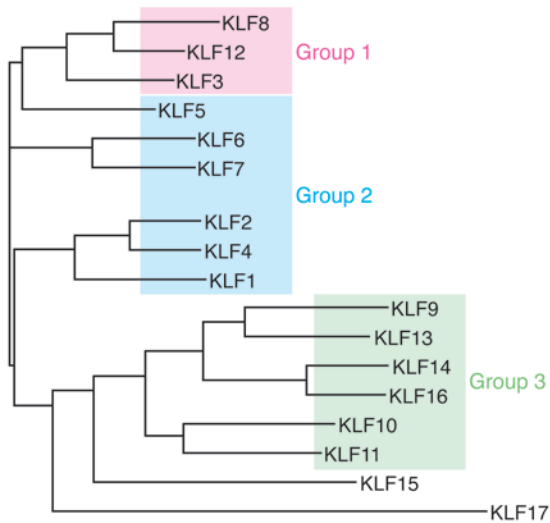 KLF8
KLF12
Group 1
KLF3
KLF5
KLF6
KLF7
Group 2
KLF2
KLF4
KLF1
KLF9
KLF13
KLF14
Group 3
KLF16
KLF10
KLF11
KLF15
KLF17